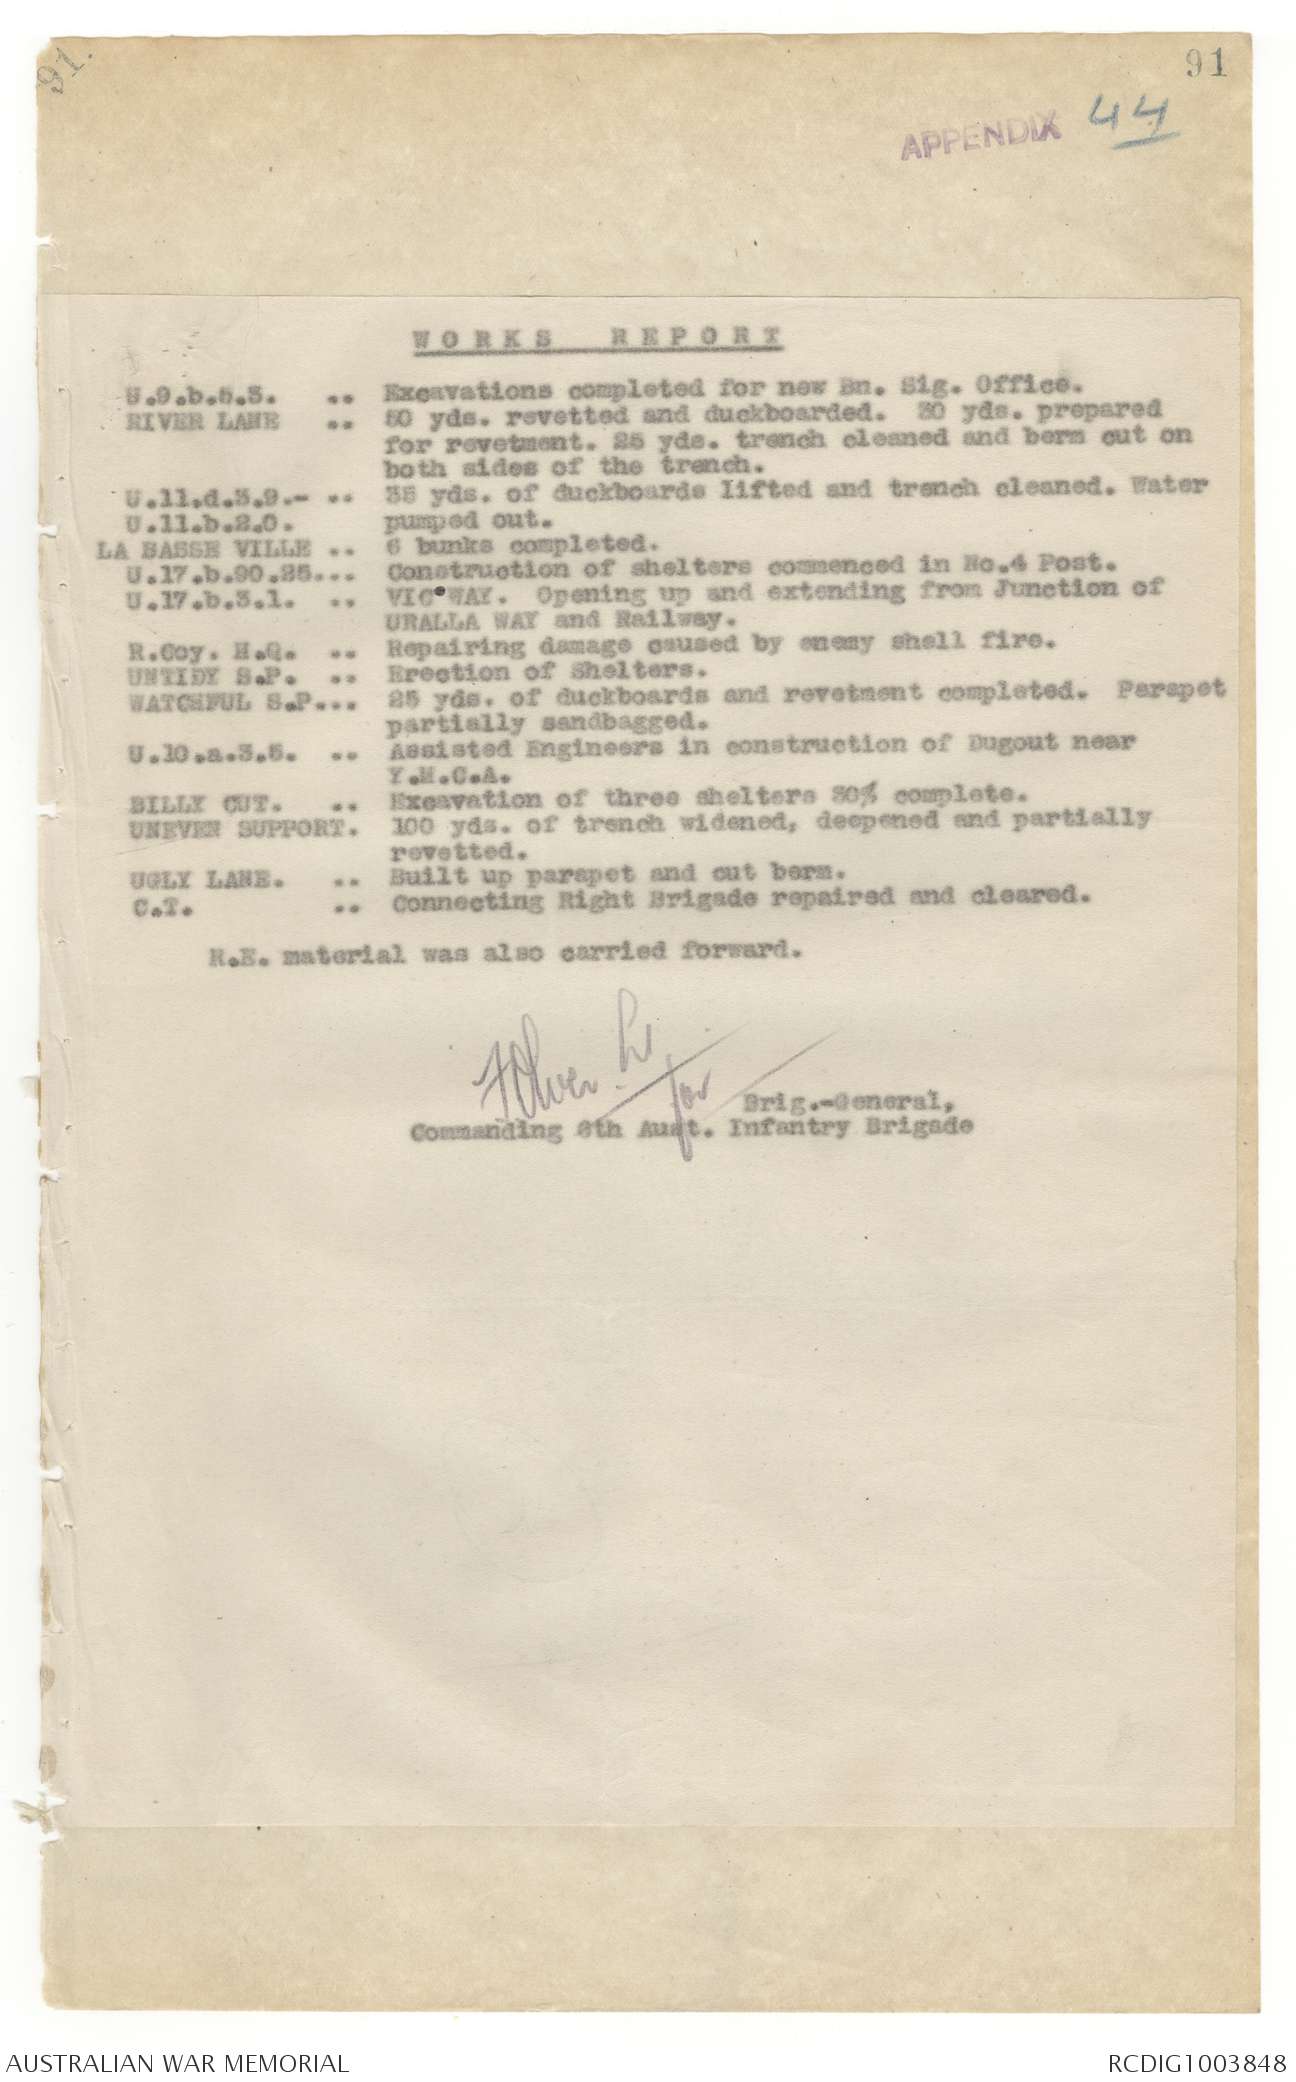 91.
91
APPENDIX 44
WORKS REPORT
U.9.b.5.3. .. Excavations completed for new Bn. Sig. Office.
RIVER LANE .. 50 yds. revetted and duckboarded. 30 yds. prepared
for revetment. 25 yds. trench cleaned and berm cut on
both sides of the trench.
U.11.d.3.9.- .. 35 yds. of duckboards lifted and trench cleaned. Water
U.11.b.2.0. pumped out.
LA BASSE VILLE .. 6 bunks completed.
U.17.b.90.25... Construction of shelters commenced in No.4 Post.
U.17.b.3.1. .. VIC WAY. Opening up and extending from Junction of
URALLA WAY and Railway.
R.Coy. H.Q. .. Repairing damage caused by enemy shell fire.
UNTIDY S.P. .. Erection of Shelters.
WATCHFUL S.P... 25 yds. of duckboards and revetment completed. Parapet
partially sandbagged.
U.10.a.3.5. .. Assisted Engineers in construction of Dugout near
Y.M.C.A.
BILLY CUT. .. Excavation of three shelters 30% complete.
UNEVEN SUPPORT. 100 yds. of trench widened, deepened and partially
revetted.
UGLY LANE. .. Built up parapet and cut berm.
C.T. .. Connecting Right Brigade repaired and cleared.
R.E. material was also carried forward.
for Brig.-General,
Commanding 6th Aust. Infantry Brigade
AUSTRALIAN WAR MEMORIAL
RCDIG1003848